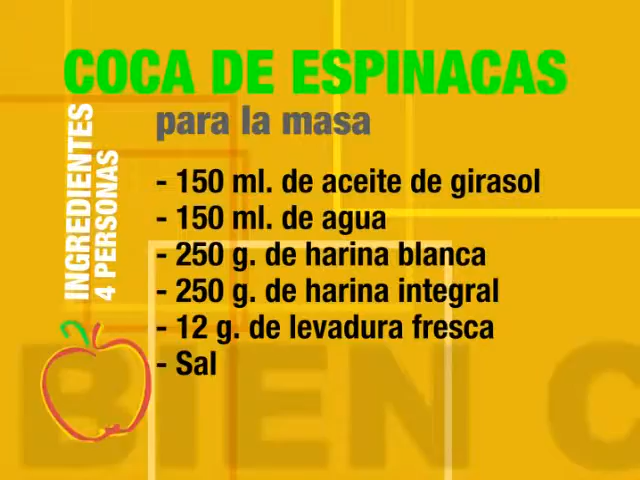 COCA DE ESPINACAS
para la masa
INGREDIENTES
4 PERSONAS
- 150 ml. de aceite de girasol
- 150 ml. de agua
- 250 g. de harina blanca
- 250 g. de harina integral
- 12 g. de levadura fresca
- Sal
BIEN C